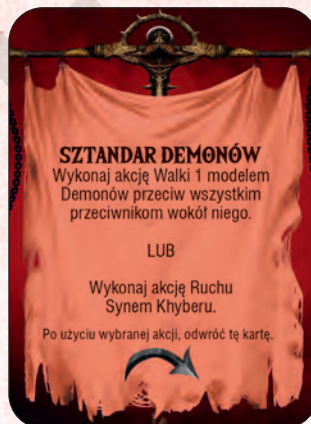 SZTANDAR DEMONÓW
Wykonaj akcję Walki 1 modelem
Demonów przeciw wszystkim
przeciwnikom wokół niego.
LUB
Wykonaj akcję Ruchu
Synem Khyberu.
Po użyciu wybranej akcji, odwróć tę kartę.